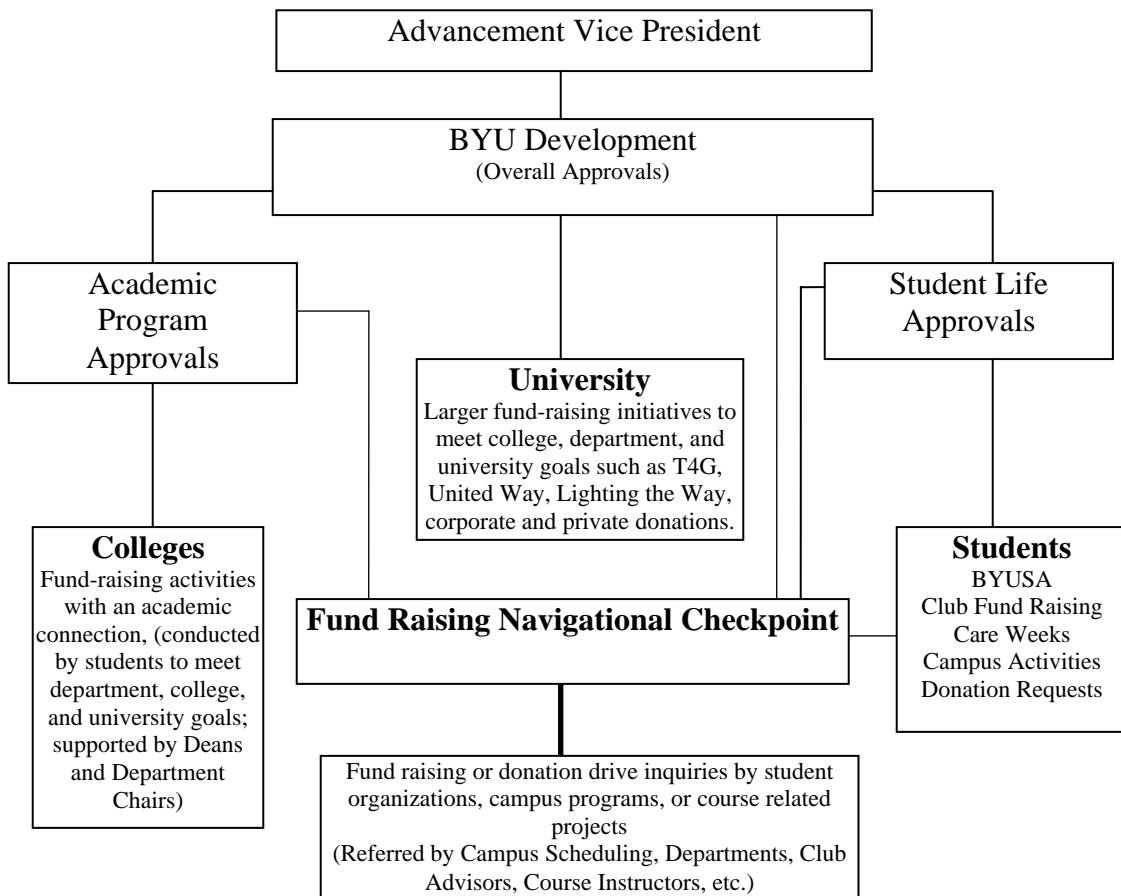 Advancement Vice President
BYU Development
(Overall Approvals)
Academic
Program
Approvals
Student Life
Approvals
University
Larger fund-raising initiatives to
meet college, department, and
university goals such as T4G,
United Way, Lighting the Way,
corporate and private donations.
Colleges
Fund-raising activities
with an academic
connection, (conducted
by students to meet
department, college,
and university goals;
supported by Deans
and Department
Chairs)
Students
BYUSA
Club Fund Raising
Care Weeks
Campus Activities
Donation Requests
Fund Raising Navigational Checkpoint
Fund raising or donation drive inquiries by student
organizations, campus programs, or course related
projects
(Referred by Campus Scheduling, Departments, Club
Advisors, Course Instructors, etc.)